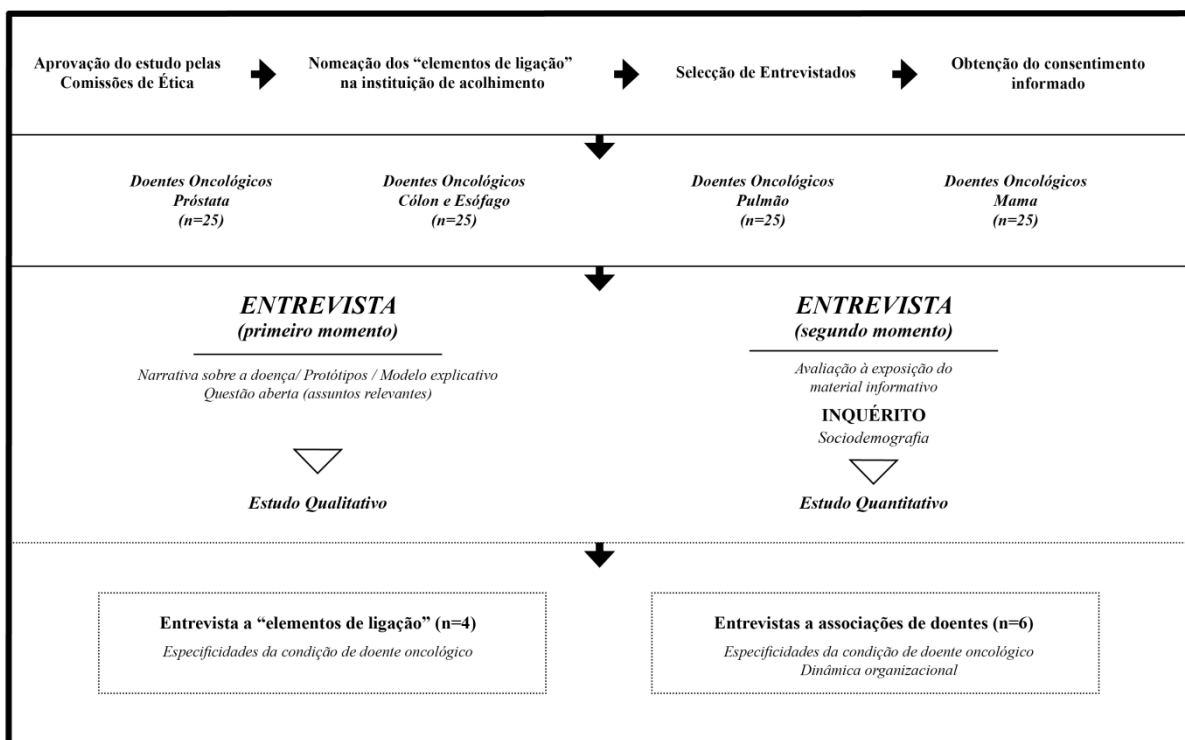 Aprovação do estudo pelas
Comissões de Ética
Nomeação dos “elementos de ligação”
na instituição de acolhimento
Selecção de Entrevistados
Obtenção do consentimento
informado
Doentes Oncológicos
Próstata
(n=25)
Doentes Oncológicos
Cólon e Esófago
(n=25)
Doentes Oncológicos
Pulmão
(n=25)
Doentes Oncológicos
Mama
(n=25)
ENTREVISTA
(primeiro momento)
Narrativa sobre a doença/ Protótipos / Modelo explicativo
Questão aberta (assuntos relevantes)
Estudo Qualitativo
ENTREVISTA
(segundo momento)
Avaliação à exposição do
material informativo
INQUÉRITO
Sociodemografia
Estudo Quantitativo
Entrevista a “elementos de ligação” (n=4)
Especificidades da condição de doente oncológico
Entrevistas a associações de doentes (n=6)
Especificidades da condição de doente oncológico
Dinâmica organizacional